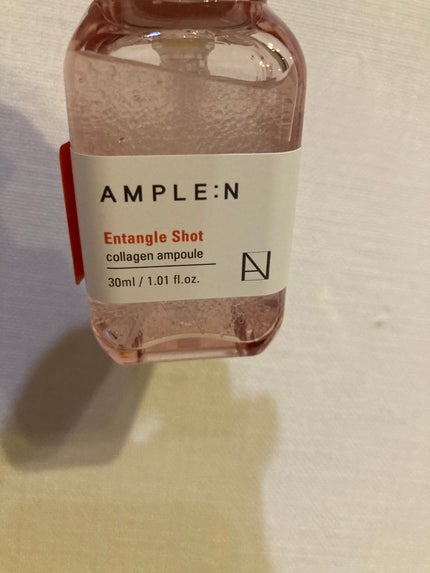 AMPLE:N
Entangle Shot
collagen ampoule
30ml / 1.01 fl.oz.